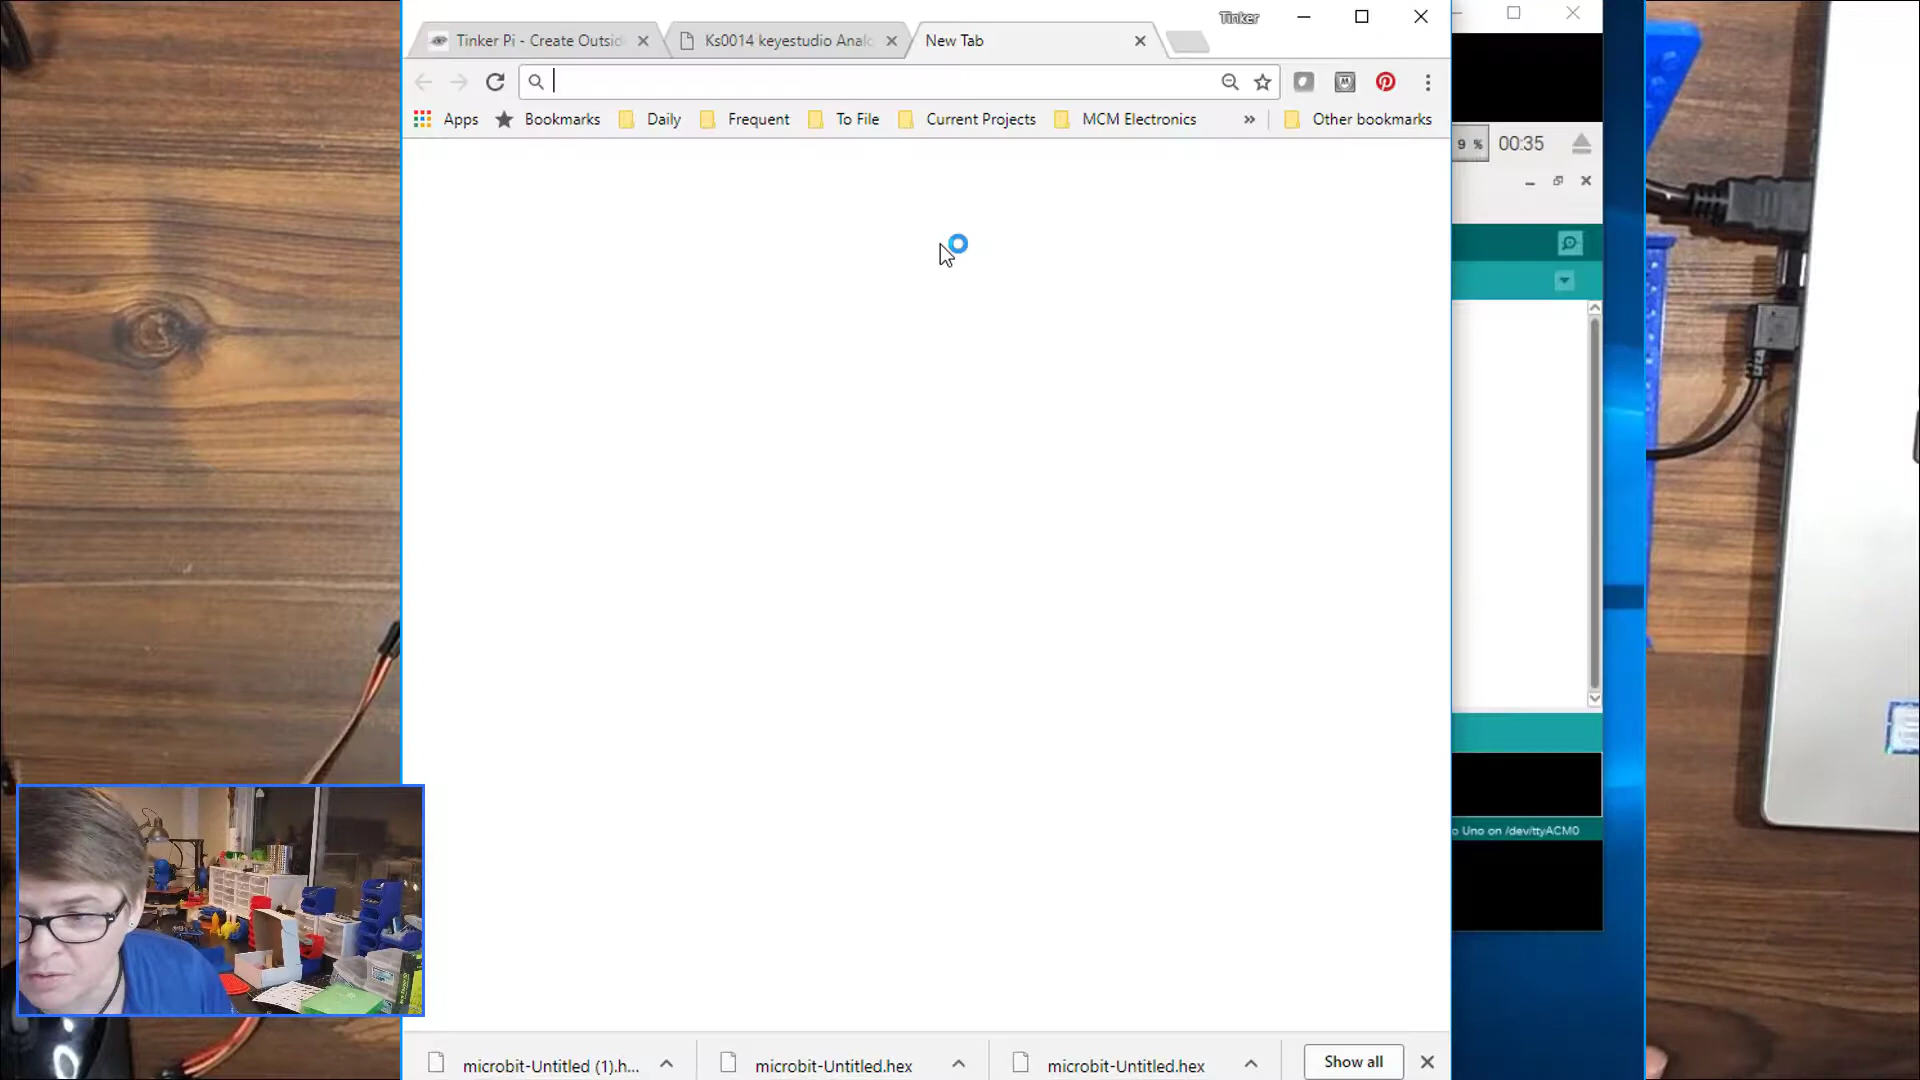 Tinker
Tinker Pi - Create Outsid
Ks0014 keyestudio Analo
New Tab
Apps
Bookmarks
Daily
Frequent
To File
Current Projects
MCM Electronics
»
Other bookmarks
9 %
00:35
o Uno on /dev/ttyACM0
microbit-Untitled (1).h...
microbit-Untitled.hex
microbit-Untitled.hex
Show all